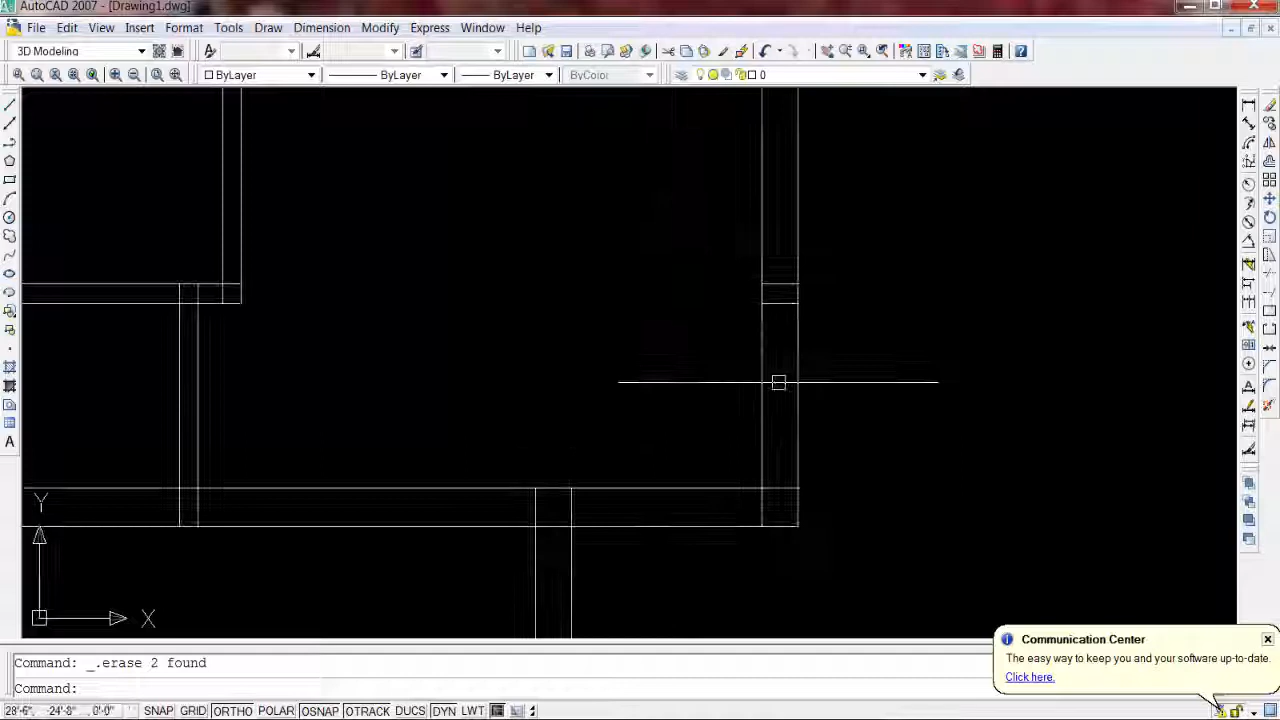 AutoCAD 2007 - [Drawing1.dwg]
File Edit View Insert Format Tools Draw Dimension Modify Express Window Help
3D Modeling
ByLayer ByLayer ByLayer ByColor 0
A
Y
X
Communication Center
The easy way to keep you and your software up-to-date.
Click here.
Command: _.erase 2 found
Command:
28'-6", -24'-8", 0'-0" SNAP GRID ORTHO POLAR OSNAP OTRACK DUCS DYN LWT